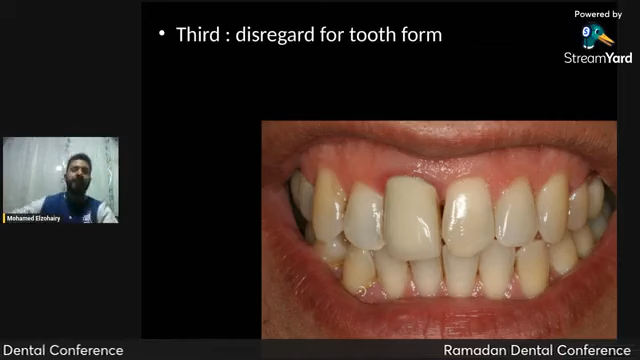 • Third : disregard for tooth form
Powered by
StreamYard
Mohamed Elzohairy
Dental Conference
Ramadan Dental Conference